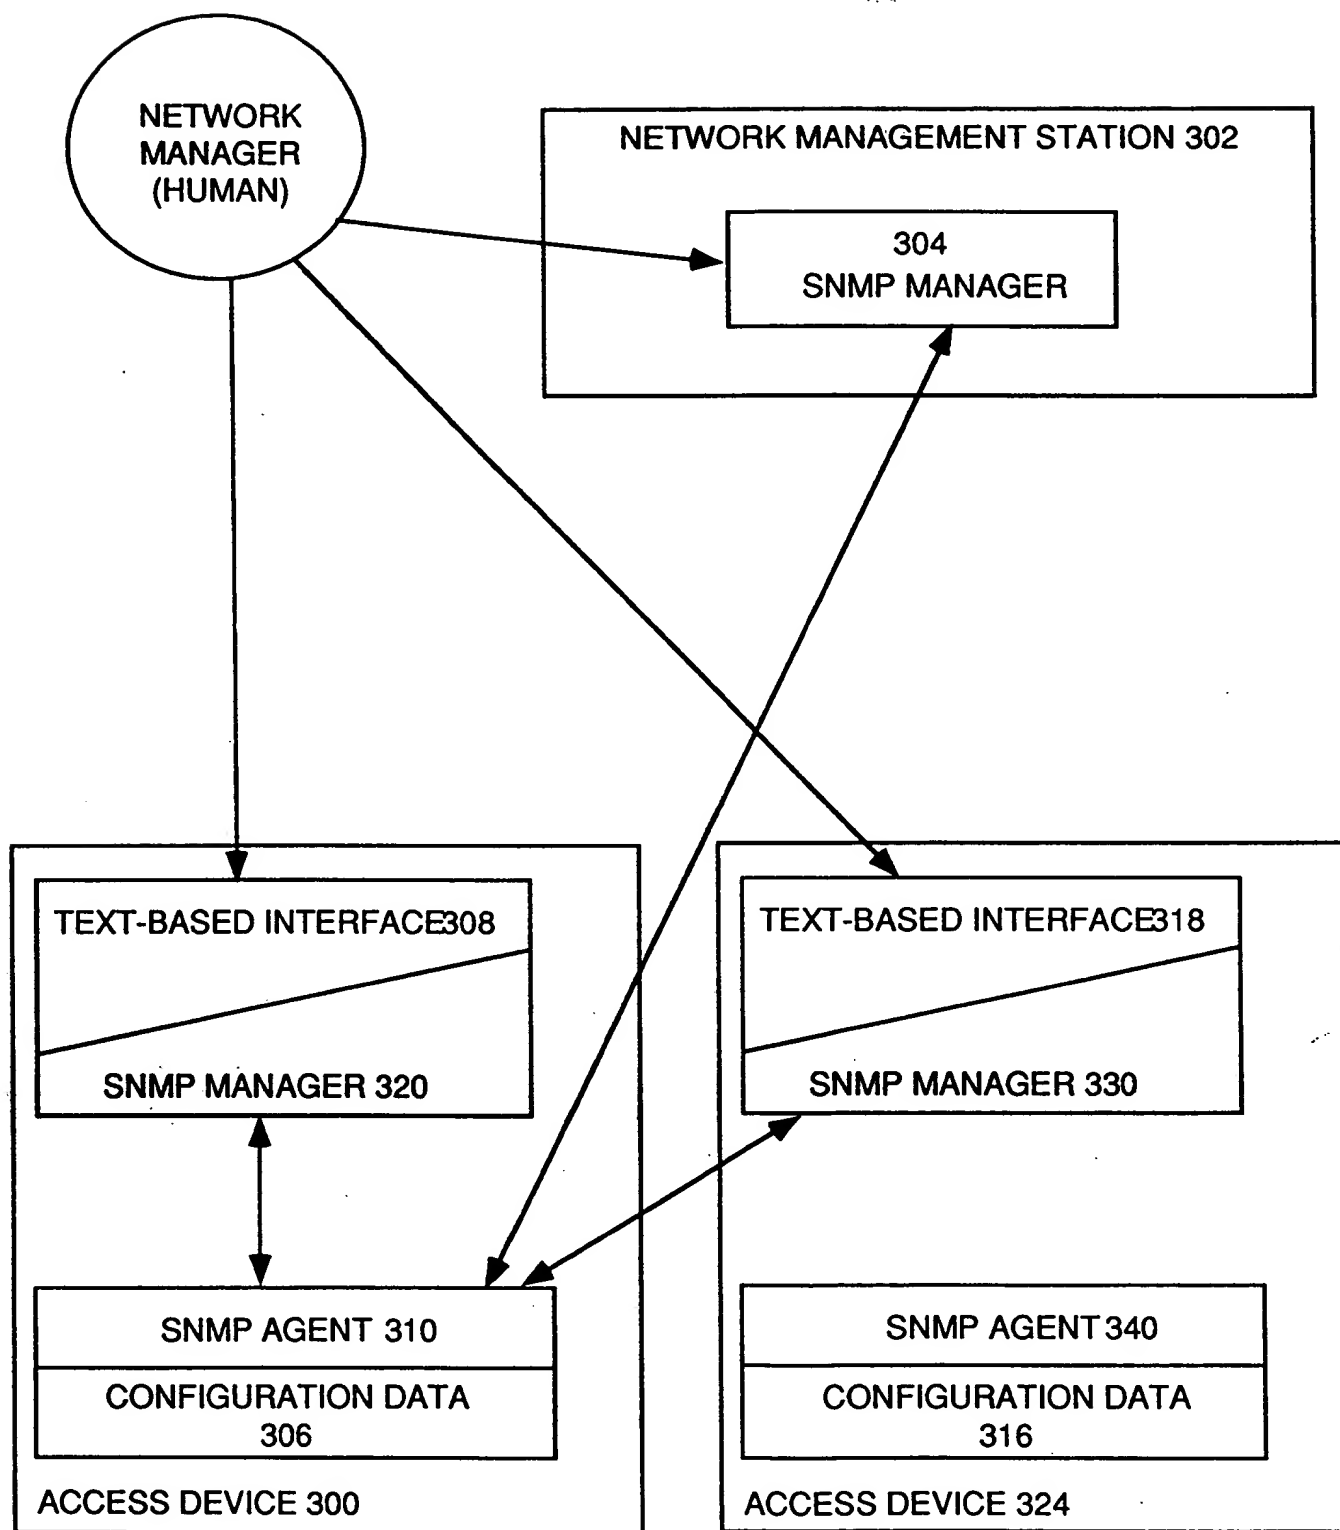 NETWORK
MANAGER
(HUMAN)
NETWORK MANAGEMENT STATION 302
304
SNMP MANAGER
TEXT-BASED INTERFACE308
SNMP MANAGER 320
SNMP AGENT 310
CONFIGURATION DATA
306
ACCESS DEVICE 300
TEXT-BASED INTERFACE318
SNMP MANAGER 330
SNMP AGENT 340
CONFIGURATION DATA
316
ACCESS DEVICE 324